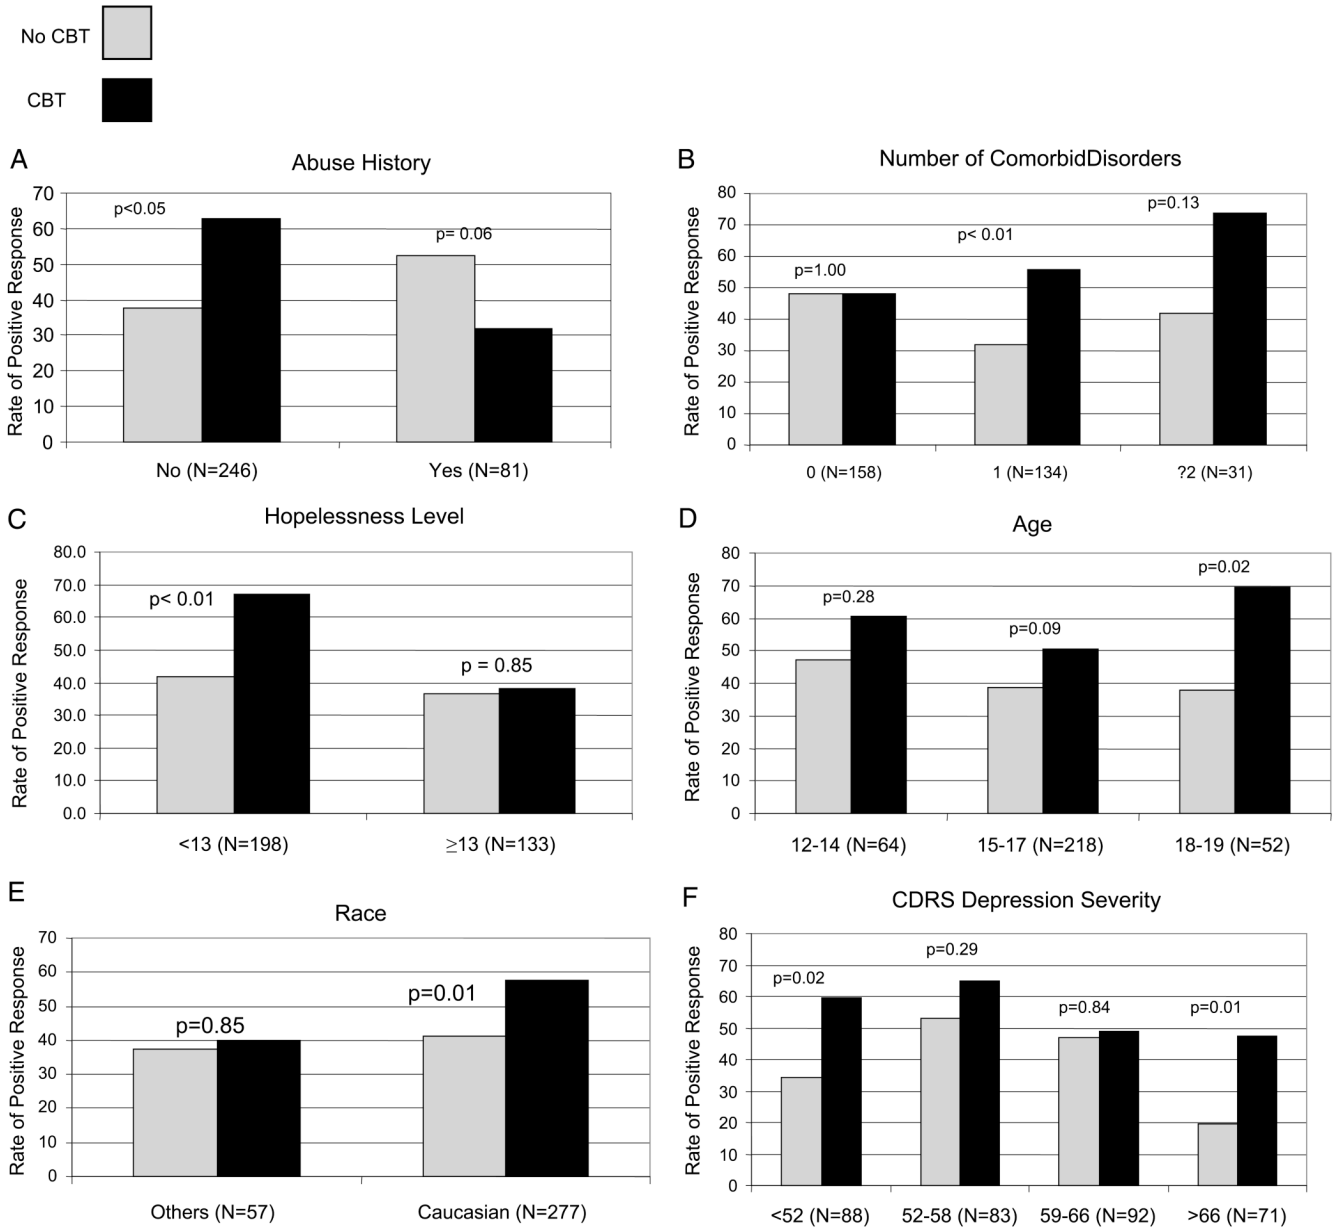 No CBT
CBT
A
Abuse History
Rate of Positive Response
70
60
50
40
30
20
10
0
p<0.05
p= 0.06
No (N=246)
Yes (N=81)
B
Number of ComorbidDisorders
Rate of Positive Response
80
70
60
50
40
30
20
10
0
p=1.00
p< 0.01
p=0.13
0 (N=158)
1 (N=134)
?2 (N=31)
C
Hopelessness Level
Rate of Positive Response
80.0
70.0
60.0
50.0
40.0
30.0
20.0
10.0
0.0
p< 0.01
p = 0.85
<13 (N=198)
≥13 (N=133)
D
Age
Rate of Positive Response
80
70
60
50
40
30
20
10
0
p=0.28
p=0.09
p=0.02
12-14 (N=64)
15-17 (N=218)
18-19 (N=52)
E
Race
Rate of Positive Response
70
60
50
40
30
20
10
0
p=0.85
p=0.01
Others (N=57)
Caucasian (N=277)
F
CDRS Depression Severity
Rate of Positive Response
80
70
60
50
40
30
20
10
0
p=0.02
p=0.29
p=0.84
p=0.01
<52 (N=88)
52-58 (N=83)
59-66 (N=92)
>66 (N=71)